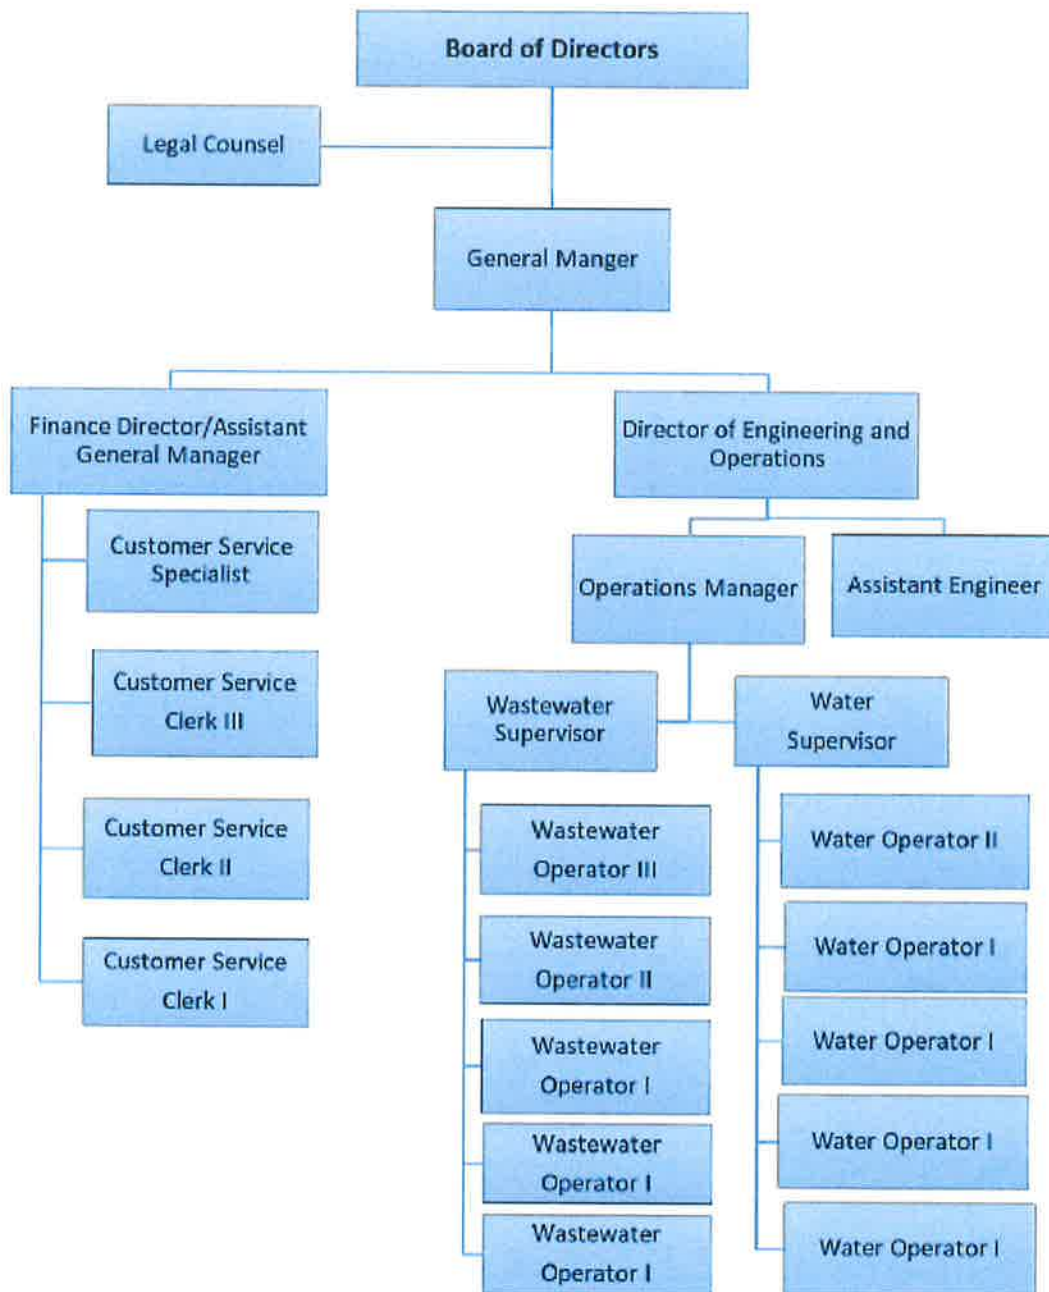 Board of Directors
Legal Counsel
General Manger
Finance Director/Assistant
General Manager
Director of Engineering and
Operations
Customer Service
Specialist
Operations Manager
Assistant Engineer
Customer Service
Clerk III
Wastewater
Supervisor
Water
Supervisor
Customer Service
Clerk II
Wastewater
Operator III
Water Operator II
Customer Service
Clerk I
Wastewater
Operator II
Water Operator I
Wastewater
Operator I
Water Operator I
Wastewater
Operator I
Water Operator I
Wastewater
Operator I
Water Operator I